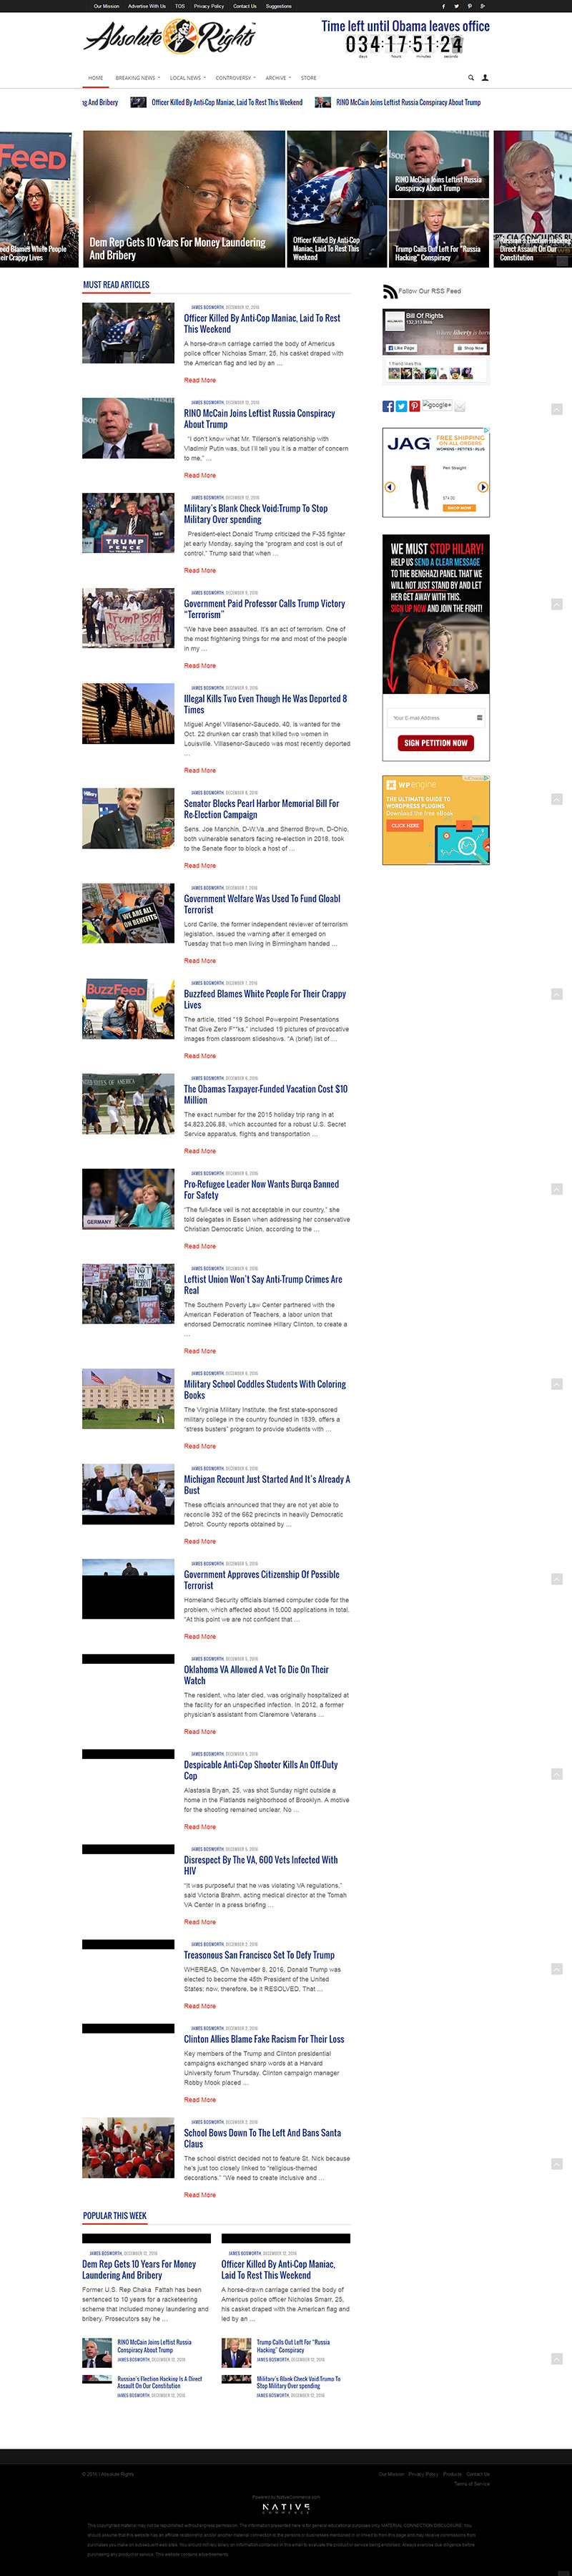 Our Mission Advertise With Us TOS Privacy Policy Contact Us Suggestions
Absolute Rights
Time left until Obama leaves office
034:17:51:24
days hours minutes seconds
HOME BREAKING NEWS LOCAL NEWS CONTROVERSY ARCHIVE STORE
ng And Bribery Officer Killed By Anti-Cop Maniac, Laid To Rest This Weekend RINO McCain Joins Leftist Russia Conspiracy About Trump
Feed
eed Blames White People
eir Crappy Lives
Dem Rep Gets 10 Years For Money Laundering
And Bribery
Officer Killed By Anti-Cop
Maniac, Laid To Rest This
Weekend
RINO McCain Joins Leftist Russia
Conspiracy About Trump
Trump Calls Out Left For "Russia
Hacking" Conspiracy
Direct Assault On Our
Constitution
MUST READ ARTICLES
JAMES BOSWORTH, DECEMBER 12, 2016
Officer Killed By Anti-Cop Maniac, Laid To Rest
This Weekend
A horse-drawn carriage carried the body of Americus
police officer Nicholas Smarr, 25, his casket draped with
the American flag and led by an ...
Read More
JAMES BOSWORTH, DECEMBER 12, 2016
RINO McCain Joins Leftist Russia Conspiracy
About Trump
"I don't know what Mr. Tillerson's relationship with
Vladimir Putin was, but I'll tell you it is a matter of concern
to me," ...
Read More
JAMES BOSWORTH, DECEMBER 12, 2016
Military's Blank Check Void:Trump To Stop
Military Over spending
President-elect Donald Trump criticized the F-35 fighter
jet early Monday, saying the "program and cost is out of
control." Trump said that when ...
Read More
TRUMP
PENCE
JAMES BOSWORTH, DECEMBER 9, 2016
Government Paid Professor Calls Trump Victory
"Terrorism"
"We have been assaulted. It's an act of terrorism. One of
the most frightening things for me and most of the people
in my ...
Read More
JAMES BOSWORTH, DECEMBER 9, 2016
Illegal Kills Two Even Though He Was Deported 8
Times
Miguel Angel Villasenor-Saucedo, 40, is wanted for the
Oct. 22 drunken car crash that killed two women in
Louisville. Villasenor-Saucedo was most recently deported
...
Read More
JAMES BOSWORTH, DECEMBER 8, 2016
Senator Blocks Pearl Harbor Memorial Bill For
Re-Election Campaign
Sens. Joe Manchin, D-W.Va.,and Sherrod Brown, D-Ohio,
both vulnerable senators facing re-election in 2018, took
to the Senate floor to block a host of ...
Read More
JAMES BOSWORTH, DECEMBER 7, 2016
Government Welfare Was Used To Fund Gloabl
Terrorist
Lord Carlile, the former independent reviewer of terrorism
legislation, issued the warning after it emerged on
Tuesday that two men living in Birmingham handed ...
Read More
WE ARE ALL
ON BENEFITS
JAMES BOSWORTH, DECEMBER 7, 2016
Buzzfeed Blames White People For Their Crappy
Lives
The article, titled "19 School Powerpoint Presentations
That Give Zero F**ks," included 19 pictures of provocative
images from classroom slideshows. "A (brief) list of ...
Read More
BuzzFeed
JAMES BOSWORTH, DECEMBER 6, 2016
The Obamas Taxpayer-Funded Vacation Cost $10
Million
The exact number for the 2015 holiday trip rang in at
$4,823,206.88, which accounted for a robust U.S. Secret
Service apparatus, flights and transportation ...
Read More
JAMES BOSWORTH, DECEMBER 6, 2016
Pro-Refugee Leader Now Wants Burqa Banned
For Safety
"The full-face veil is not acceptable in our country," she
told delegates in Essen when addressing her conservative
Christian Democratic Union, according to the ...
Read More
GERMANY
JAMES BOSWORTH, DECEMBER 6, 2016
Leftist Union Won't Say Anti-Trump Crimes Are
Real
The Southern Poverty Law Center partnered with the
American Federation of Teachers, a labor union that
endorsed Democratic nominee Hillary Clinton, to create a
...
Read More
JAMES BOSWORTH, DECEMBER 6, 2016
Military School Coddles Students With Coloring
Books
The Virginia Military Institute, the first state-sponsored
military college in the country founded in 1839, offers a
"stress busters" program to provide students with ...
Read More
JAMES BOSWORTH, DECEMBER 6, 2016
Michigan Recount Just Started And It's Already A
Bust
These officials announced that they are not yet able to
reconcile 392 of the 662 precincts in heavily Democratic
Detroit. County reports obtained by ...
Read More
JAMES BOSWORTH, DECEMBER 5, 2016
Government Approves Citizenship Of Possible
Terrorist
Homeland Security officials blamed computer code for the
problem, which affected about 15,000 applications in total.
"At this point we are not confident that ...
Read More
JAMES BOSWORTH, DECEMBER 5, 2016
Oklahoma VA Allowed A Vet To Die On Their
Watch
The resident, who later died, was originally hospitalized at
the facility for an unspecified infection. In 2012, a former
physician's assistant from Claremore Veterans ...
Read More
JAMES BOSWORTH, DECEMBER 5, 2016
Despicable Anti-Cop Shooter Kills An Off-Duty
Cop
Alastasia Bryan, 25, was shot Sunday night outside a
home in the Flatlands neighborhood of Brooklyn. A motive
for the shooting remained unclear. No ...
Read More
JAMES BOSWORTH, DECEMBER 5, 2016
Disrespect By The VA, 600 Vets Infected With
HIV
"It was purposeful that he was violating VA regulations,"
said Victoria Brahm, acting medical director at the Tomah
VA Center in a press briefing ...
Read More
JAMES BOSWORTH, DECEMBER 2, 2016
Treasonous San Francisco Set To Defy Trump
WHEREAS, On November 8, 2016, Donald Trump was
elected to become the 45th President of the United
States; now, therefore, be it RESOLVED, That ...
Read More
JAMES BOSWORTH, DECEMBER 2, 2016
Clinton Allies Blame Fake Racism For Their Loss
Key members of the Trump and Clinton presidential
campaigns exchanged sharp words at a Harvard
University forum Thursday. Clinton campaign manager
Robby Mook placed ...
Read More
JAMES BOSWORTH, DECEMBER 2, 2016
School Bows Down To The Left And Bans Santa
Claus
The school district decided not to feature St. Nick because
he's just too closely linked to "religious-themed
decorations." "We need to create inclusive and ...
Read More
Follow Our RSS Feed
Bill Of Rights
132,313 likes
Like Page Shop Now
1 friend likes this
google+
JAG
FREE SHIPPING
ON ALL ORDERS
WOMENS • PETITES • PLUS
Peri Straight
$74.00
SHOP NOW
WE MUST STOP HILARY!
HELP US SEND A CLEAR MESSAGE
TO THE BENGHAZI PANEL THAT WE
WILL NOT JUST STAND BY AND LET
HER GET AWAY WITH THIS.
SIGN UP NOW AND JOIN THE FIGHT!
Your E-mail Address
SIGN PETITION NOW
WP engine
THE ULTIMATE GUIDE TO
WORDPRESS PLUGINS
Download the free eBook
CLICK HERE
POPULAR THIS WEEK
JAMES BOSWORTH, DECEMBER 12, 2016
Dem Rep Gets 10 Years For Money
Laundering And Bribery
Former U.S. Rep Chaka Fattah has been
sentenced to 10 years for a racketeering
scheme that included money laundering and
bribery. Prosecutors say he ...
JAMES BOSWORTH, DECEMBER 12, 2016
Officer Killed By Anti-Cop Maniac,
Laid To Rest This Weekend
A horse-drawn carriage carried the body of
Americus police officer Nicholas Smarr, 25,
his casket draped with the American flag and
led by an ...
RINO McCain Joins Leftist Russia
Conspiracy About Trump
JAMES BOSWORTH, DECEMBER 12, 2016
Trump Calls Out Left For "Russia
Hacking" Conspiracy
JAMES BOSWORTH, DECEMBER 12, 2016
Russian's Election Hacking Is A Direct
Assault On Our Constitution
JAMES BOSWORTH, DECEMBER 12, 2016
Military's Blank Check Void:Trump To
Stop Military Over spending
JAMES BOSWORTH, DECEMBER 12, 2016
© 2016 | Absolute Rights
Our Mission Privacy Policy Products Contact Us
Terms of Service
Powered by NativeCommerce.com
NATIVE
COMMERCE